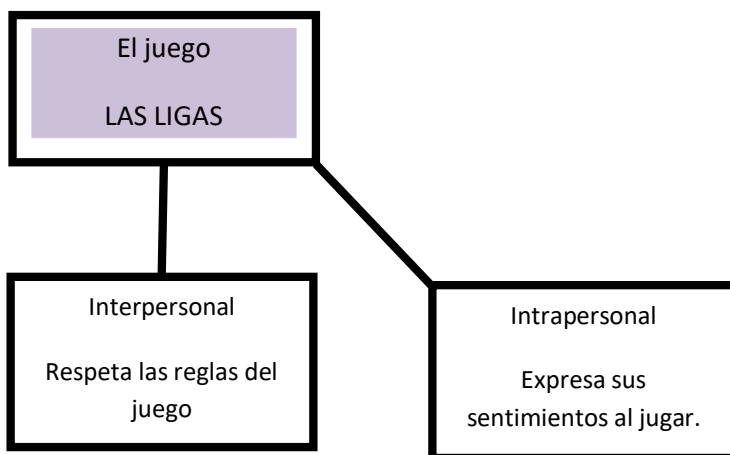 El juego
LAS LIGAS
Interpersonal
Respeta las reglas del
juego
Intrapersonal
Expresa sus
sentimientos al jugar.